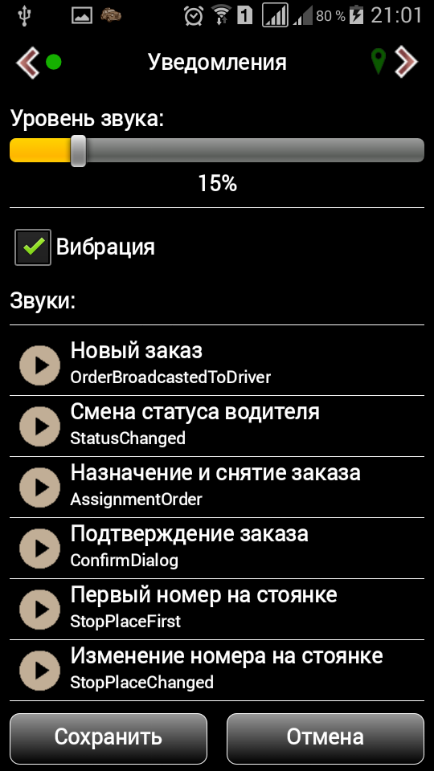 1 80 % 21:01
Уведомления
Уровень звука:
15%
Вибрация
Звуки:
Новый заказ
OrderBroadcastedToDriver
Смена статуса водителя
StatusChanged
Назначение и снятие заказа
AssignmentOrder
Подтверждение заказа
ConfirmDialog
Первый номер на стоянке
StopPlaceFirst
Изменение номера на стоянке
StopPlaceChanged
Сохранить Отмена